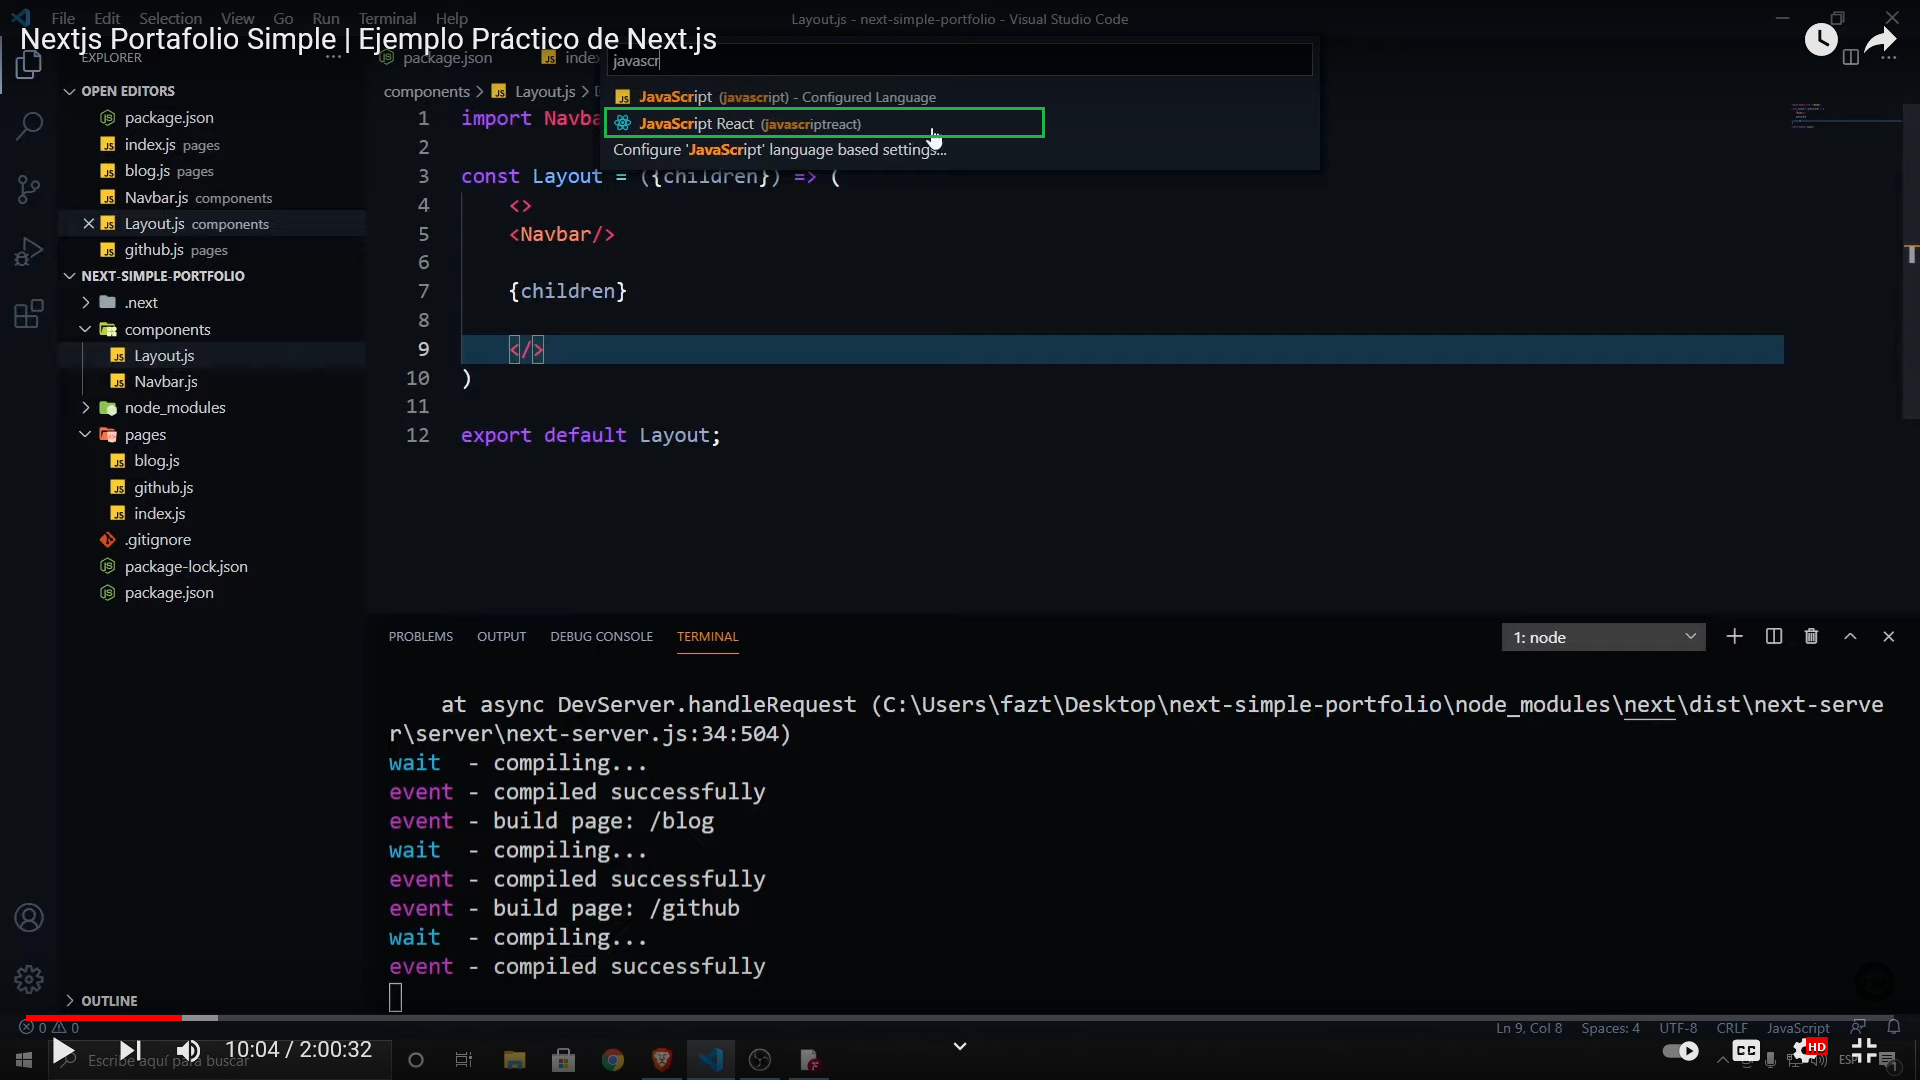 File Edit Selection View Go Run Terminal Help
Layout.js - next-simple-portfolio - Visual Studio Code
Nextjs Portafolio Simple | Ejemplo Práctico de Next.js
EXPLORER
package.json
javascr
OPEN EDITORS
package.json
index.js pages
blog.js pages
Navbar.js components
Layout.js components
github.js pages
NEXT-SIMPLE-PORTFOLIO
.next
components
Layout.js
Navbar.js
node_modules
pages
blog.js
github.js
index.js
.gitignore
package-lock.json
package.json
OUTLINE
components > Layout.js >
JavaScript (javascript) - Configured Language
JavaScript React (javascriptreact)
Configure 'JavaScript' language based settings...
1 import Navba
2
3 const Layout = ({children}) => (
4 <>
5 <Navbar/>
6
7 {children}
8
9 </>
10 )
11
12 export default Layout;
PROBLEMS OUTPUT DEBUG CONSOLE TERMINAL
1: node
at async DevServer.handleRequest (C:\Users\fazt\Desktop\next-simple-portfolio\node_modules\next\dist\next-serve
r\server\next-server.js:34:504)
wait - compiling...
event - compiled successfully
event - build page: /blog
wait - compiling...
event - compiled successfully
event - build page: /github
wait - compiling...
event - compiled successfully
0 0
Ln 9, Col 8 Spaces: 4 UTF-8 CRLF JavaScript
10:04 / 2:00:32
Escribe aquí para buscar
CC
HD